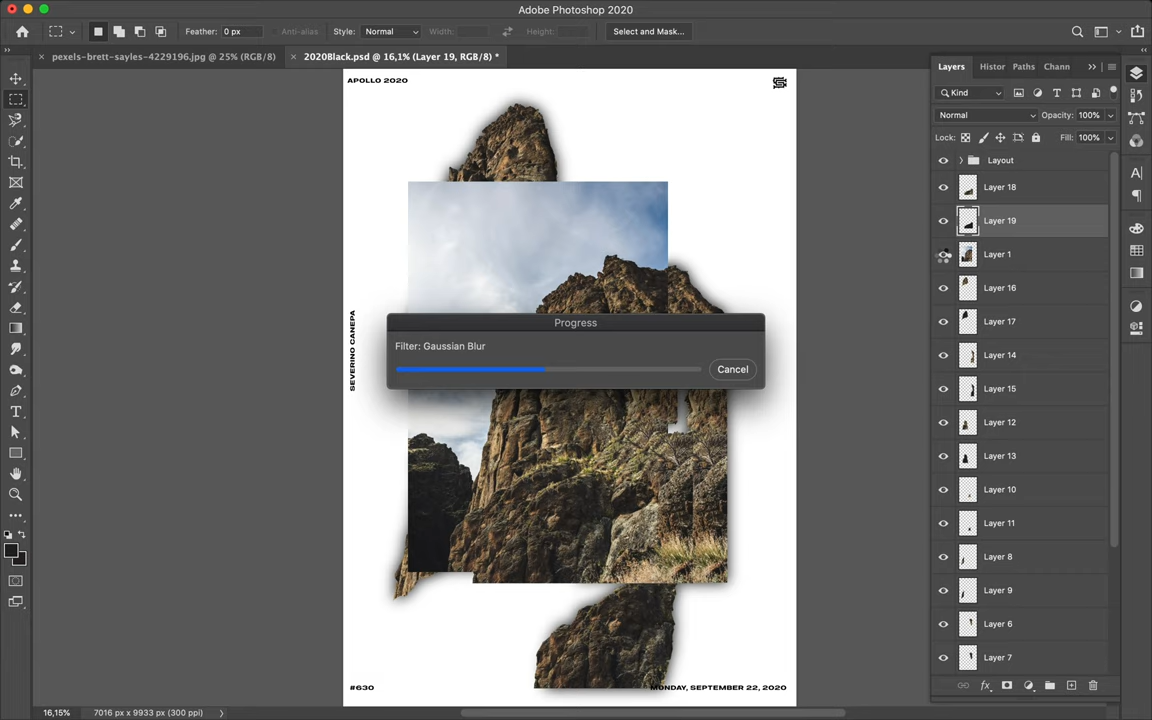 Adobe Photoshop 2020
Feather: 0 px
Anti-alias
Style: Normal
Width:
Height:
Select and Mask...
pexels-brett-sayles-4229196.jpg @ 25% (RGB/8)
2020Black.psd @ 16,1% (Layer 19, RGB/8) *
Layers
Histor
Paths
Chann
Kind
Normal
Opacity: 100%
Lock:
Fill: 100%
Layout
Layer 18
Layer 19
Layer 1
Layer 16
Layer 17
Layer 14
Layer 15
Layer 12
Layer 13
Layer 10
Layer 11
Layer 8
Layer 9
Layer 6
Layer 7
APOLLO 2020
SEVERINO CANEPA
Progress
Filter: Gaussian Blur
Cancel
#630
MONDAY, SEPTEMBER 22, 2020
16,15%
7016 px x 9933 px (300 ppi)